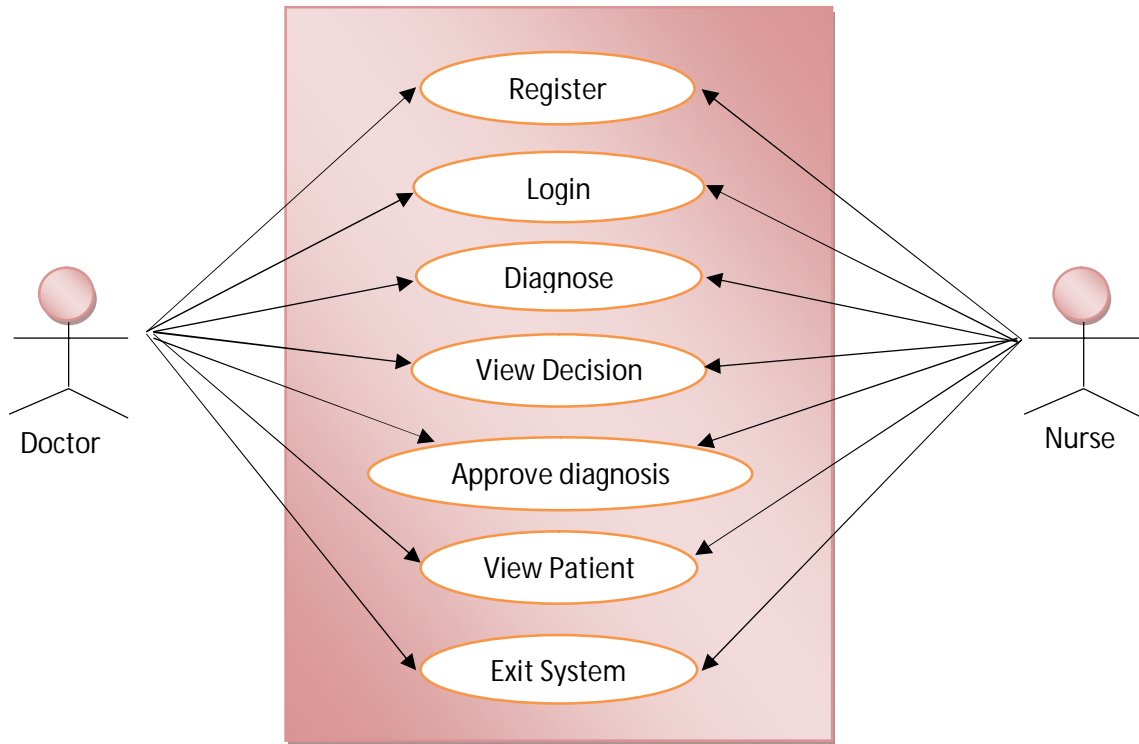 Register
Login
Diagnose
View Decision
Approve diagnosis
View Patient
Exit System
Doctor
Nurse